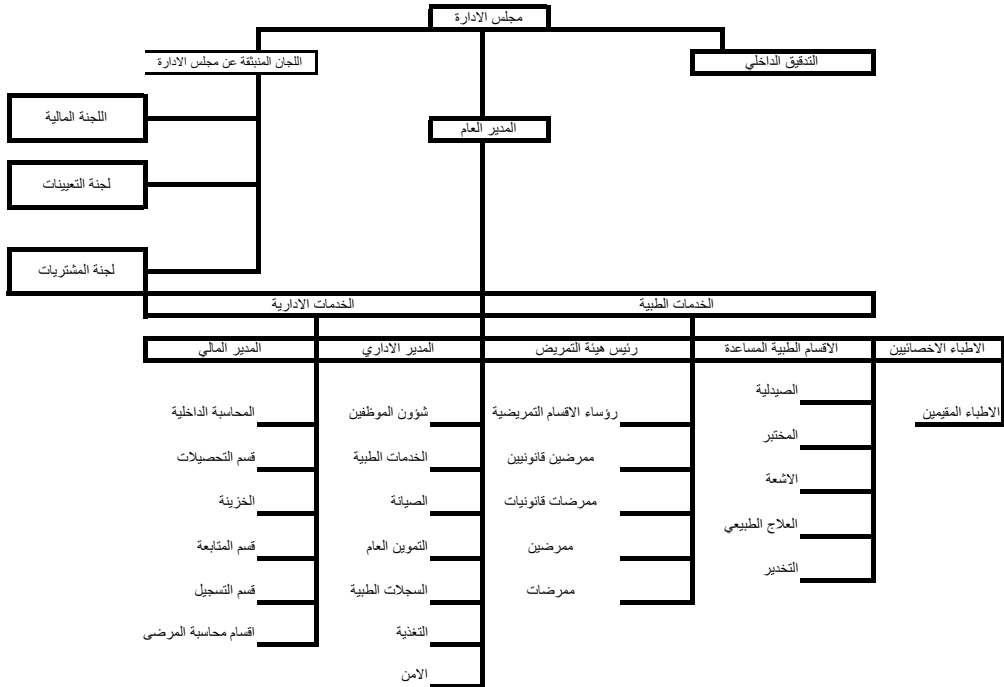 مجلس الادارة
التدقيق الداخلي
اللجان المنبثقة عن مجلس الادارة
اللجنة المالية
المدير العام
لجنة التعيينات
لجنة المشتريات
الخدمات الطبية
الخدمات الادارية
الاطباء الاخصائيين
الاقسام الطبية المساعدة
رئيس هيئة التمريض
المدير الاداري
المدير المالي
الاطباء المقيمين
الصيدلية
المختبر
الاشعة
العلاج الطبيعي
التخدير
رؤساء الاقسام التمريضية
ممرضين قانونيين
ممرضات قانونيات
ممرضين
ممرضات
شؤون الموظفين
الخدمات الطبية
الصيانة
التموين العام
السجلات الطبية
التغذية
الامن
المحاسبة الداخلية
قسم التحصيلات
الخزينة
قسم المتابعة
قسم التسجيل
اقسام محاسبة المرضى